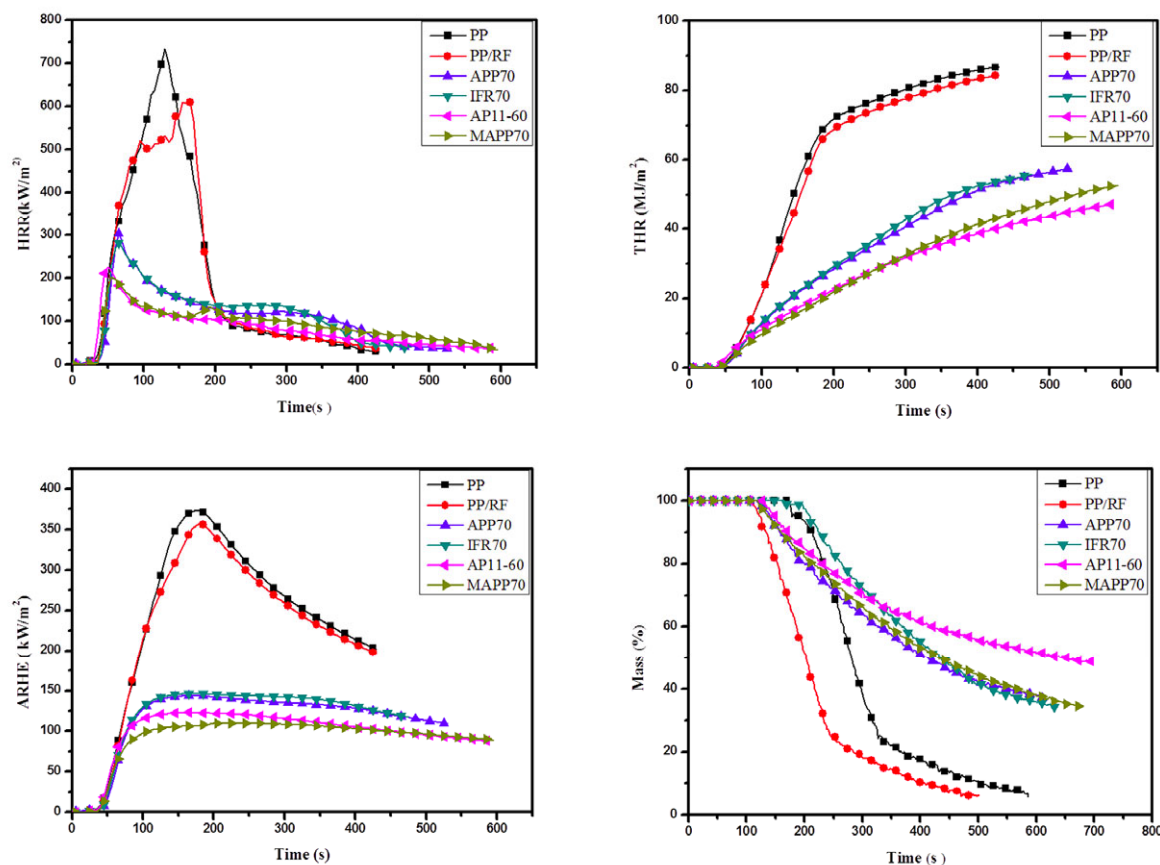 HRR(kW/m²)
800
700
600
500
400
300
200
100
0
PP
PP/RF
APP70
IFR70
AP11-60
MAPP70
0 100 200 300 400 500 600
Time(s )
THR (MJ/m²)
100
80
60
40
20
0
PP
PP/RF
APP70
IFR70
AP11-60
MAPP70
0 100 200 300 400 500 600
Time (s)
ARHE ( kW/m²)
400
350
300
250
200
150
100
50
0
PP
PP/RF
APP70
IFR70
AP11-60
MAPP70
0 100 200 300 400 500 600
Time (s)
Mass (%)
100
80
60
40
20
0
PP
PP/RF
APP70
IFR70
AP11-60
MAPP70
0 100 200 300 400 500 600 700 800
Time (s )